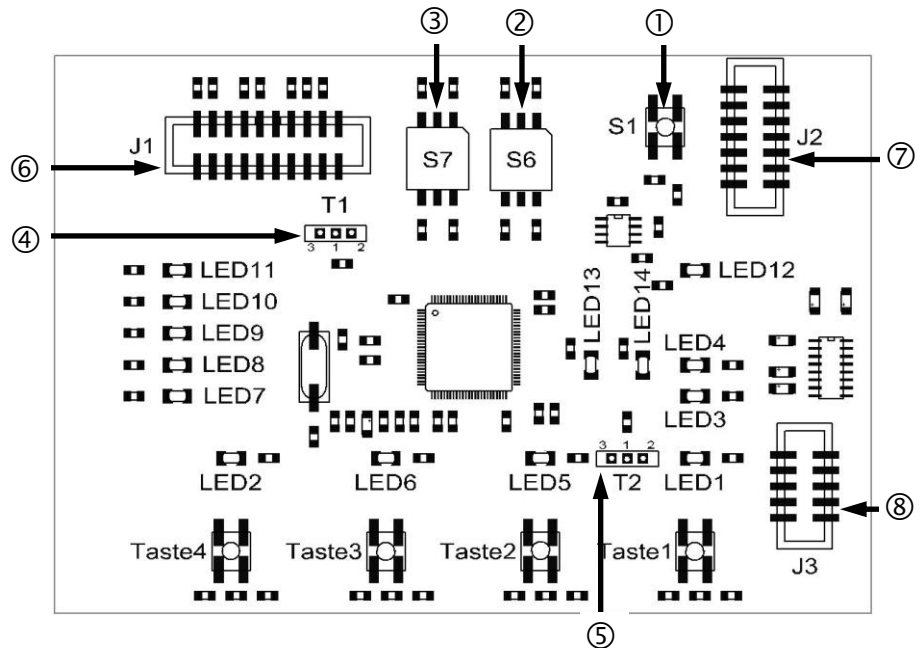 ③ ② ①
S1
J2
J1
S7
S6
⑥
⑦
T1
④
3 1 2
LED11
LED13
LED14
LED12
LED10
LED9
LED4
LED8
LED7
LED3
3 1 2
LED2
LED6
LED5
T2
LED1
⑧
Taste4
Taste3
Taste2
Taste1
J3
⑤